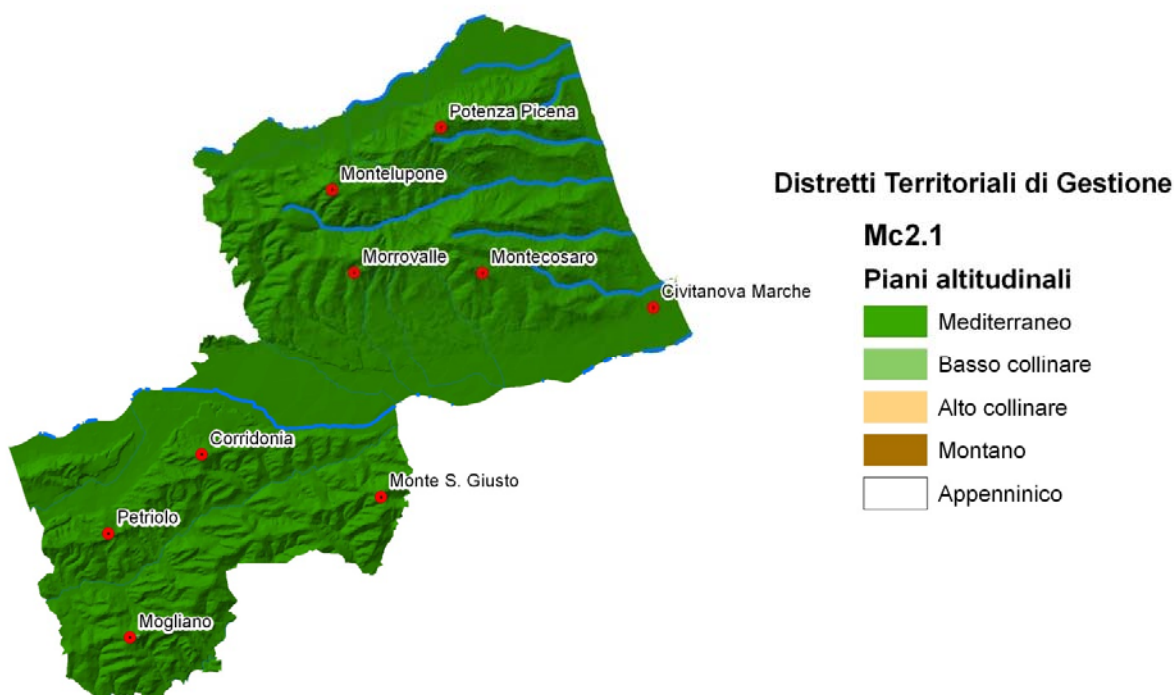 Potenza Picena
Montelupone
Morrovalle
Montecosaro
Civitanova Marche
Corridonia
Monte S. Giusto
Petriolo
Mogliano
Distretti Territoriali di Gestione
Mc2.1
Piani altitudinali
Mediterraneo
Basso collinare
Alto collinare
Montano
Appenninico